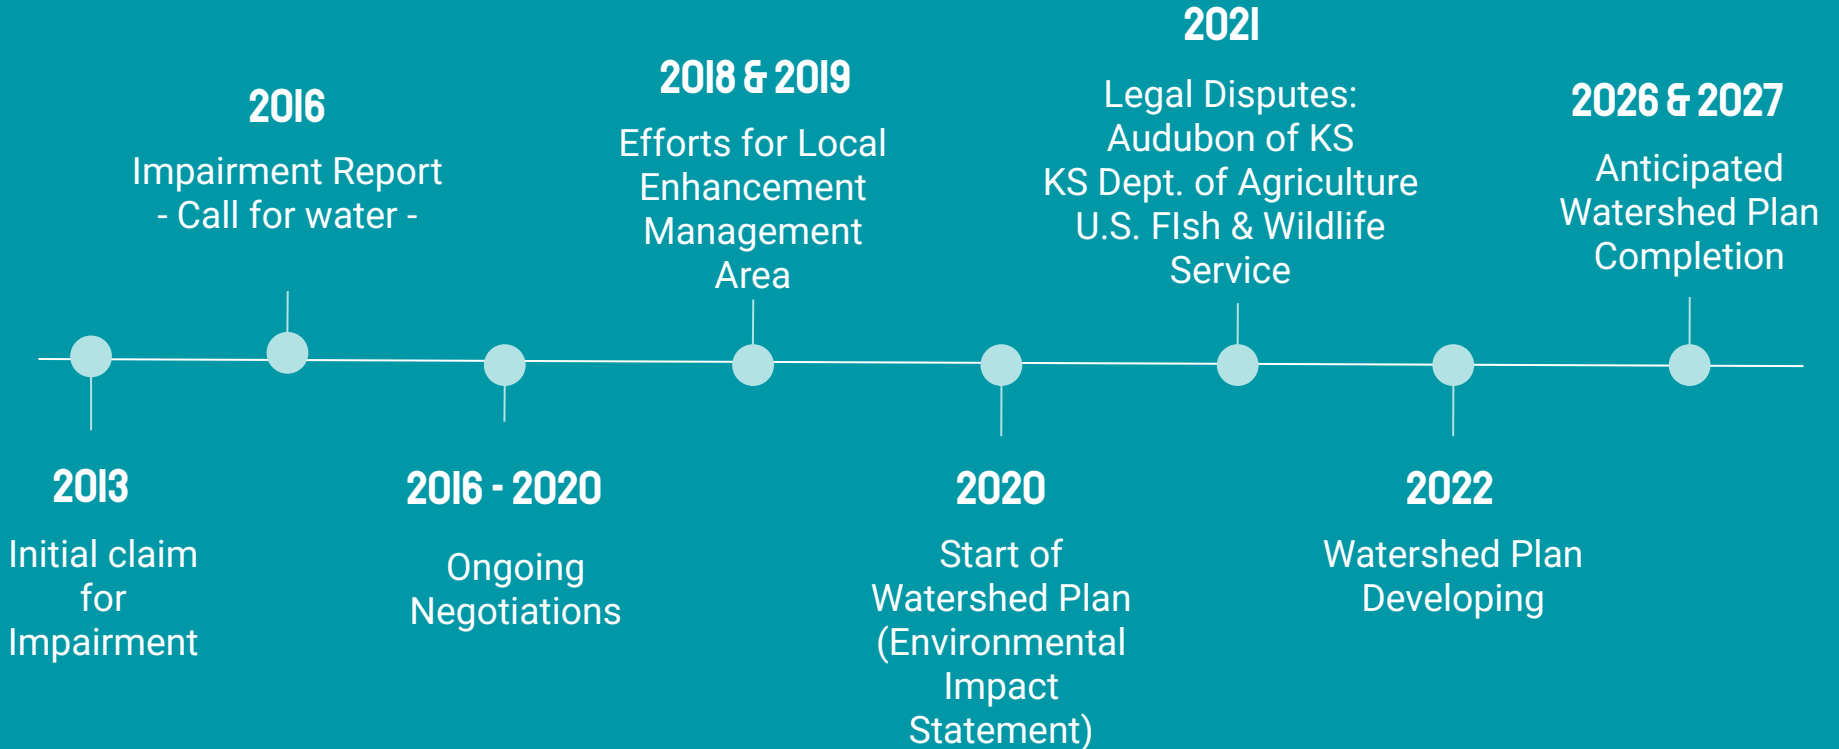 2013
Initial claim
for
Impairment
2016
Impairment Report
- Call for water -
2016 - 2020
Ongoing
Negotiations
2018 & 2019
Efforts for Local
Enhancement
Management
Area
2020
Start of
Watershed Plan
(Environmental
Impact
Statement)
2021
Legal Disputes:
Audubon of KS
KS Dept. of Agriculture
U.S. FIsh & Wildlife
Service
2022
Watershed Plan
Developing
2026 & 2027
Anticipated
Watershed Plan
Completion